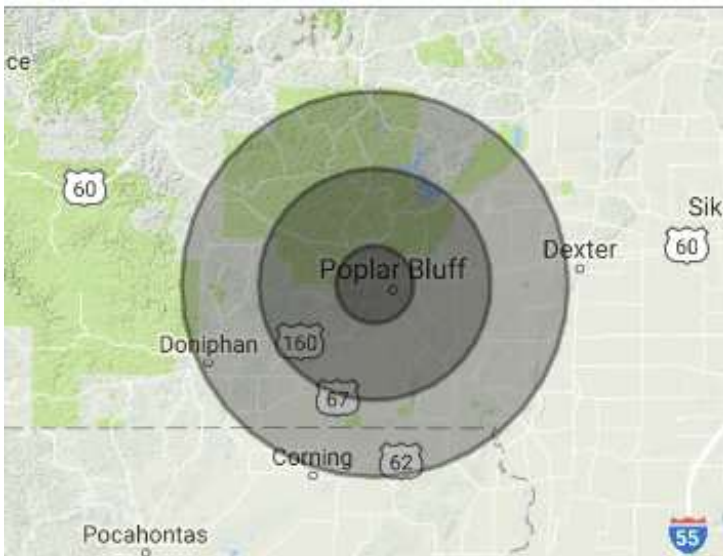 ce
60
Sik
60
Dexter
Poplar Bluff
160
Doniphan
67
Corning
62
Pocahontas
55